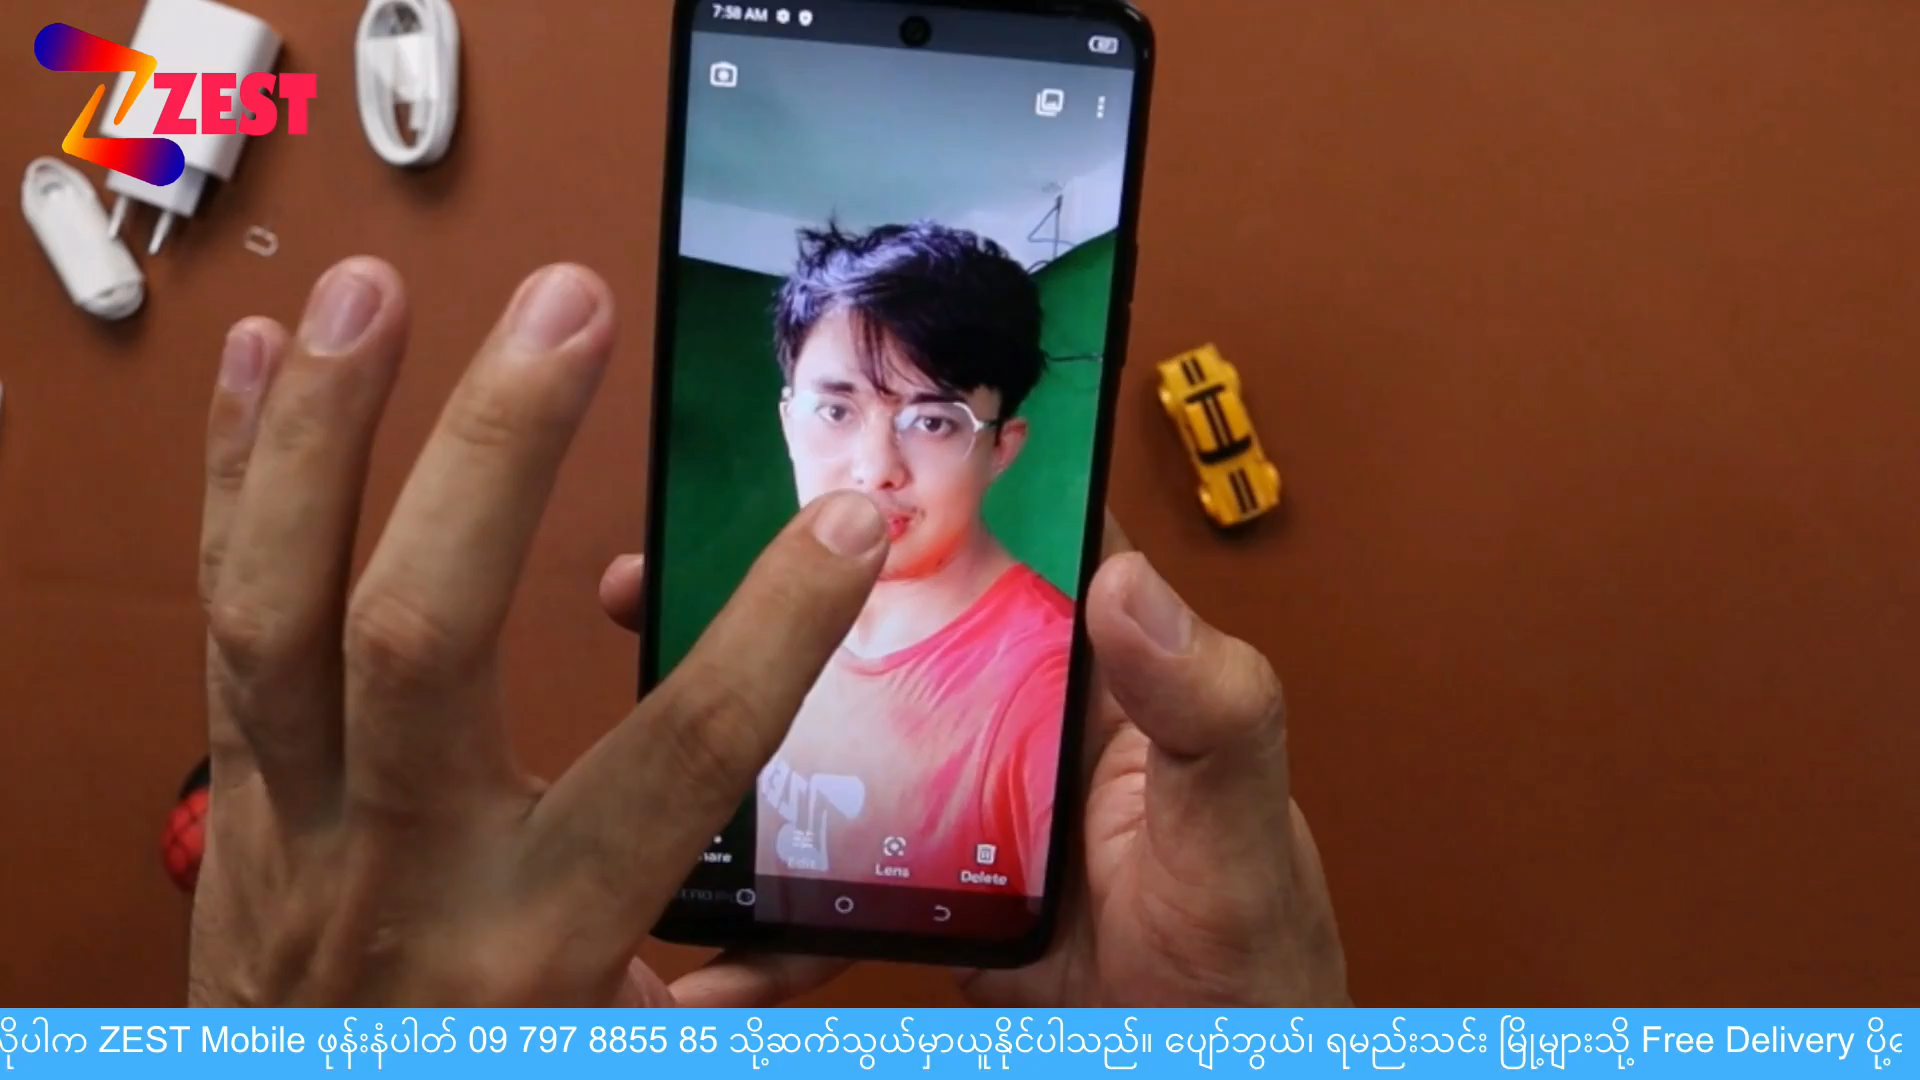 7:58 AM
ZEST
Edit
Lens
Delete
လိုပါက ZEST Mobile ဖုန်းနံပါတ် 09 797 8855 85 သို့ဆက်သွယ်မှာယူနိုင်ပါသည်။ ပျော်ဘွယ်၊ ရမည်းသင်း မြို့များသို့ Free Delivery ပို့